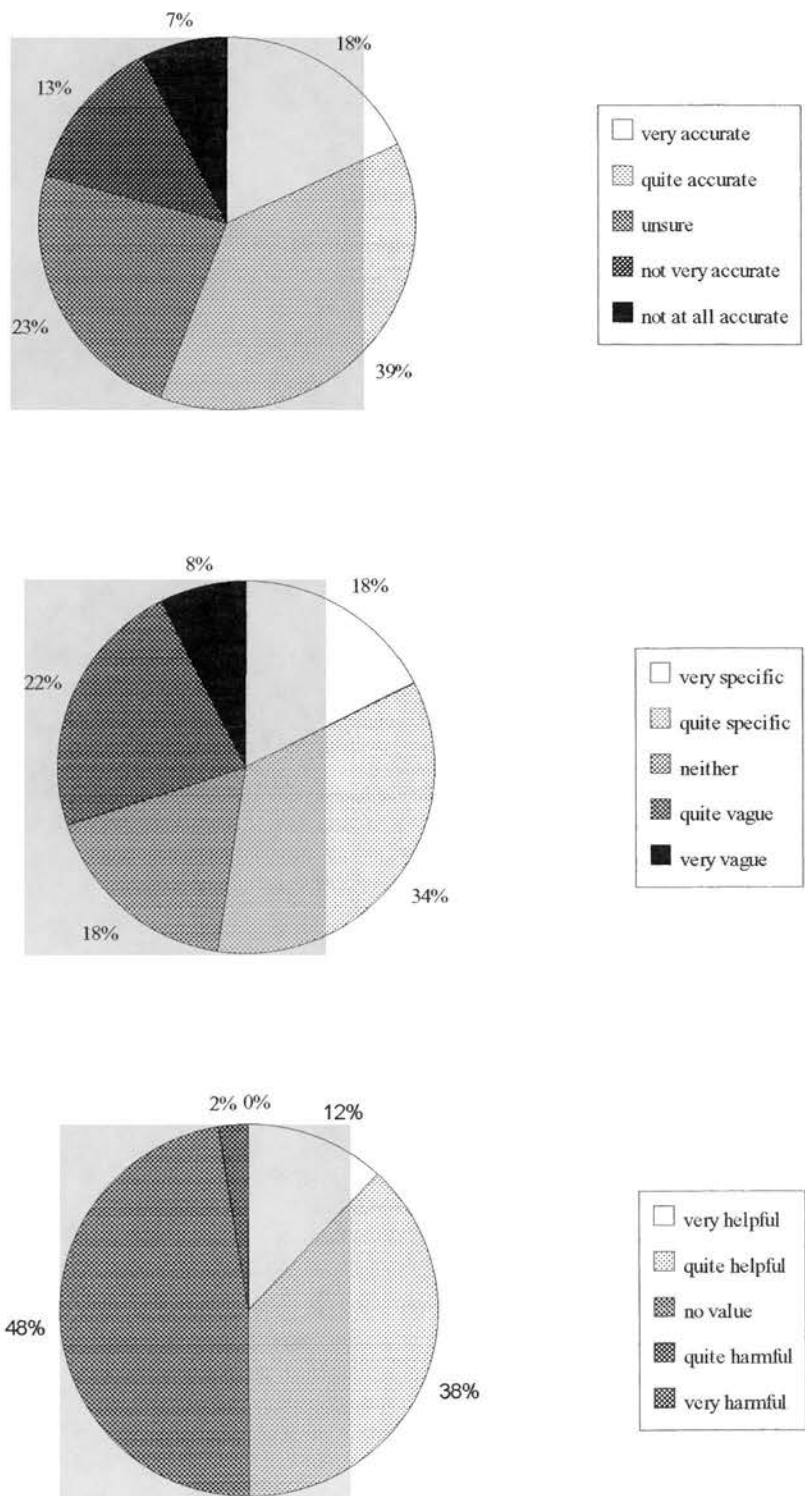 7%
18%
13%
23%
39%
very accurate
quite accurate
unsure
not very accurate
not at all accurate
8%
18%
22%
18%
34%
very specific
quite specific
neither
quite vague
very vague
2% 0%
12%
48%
38%
very helpful
quite helpful
no value
quite harmful
very harmful